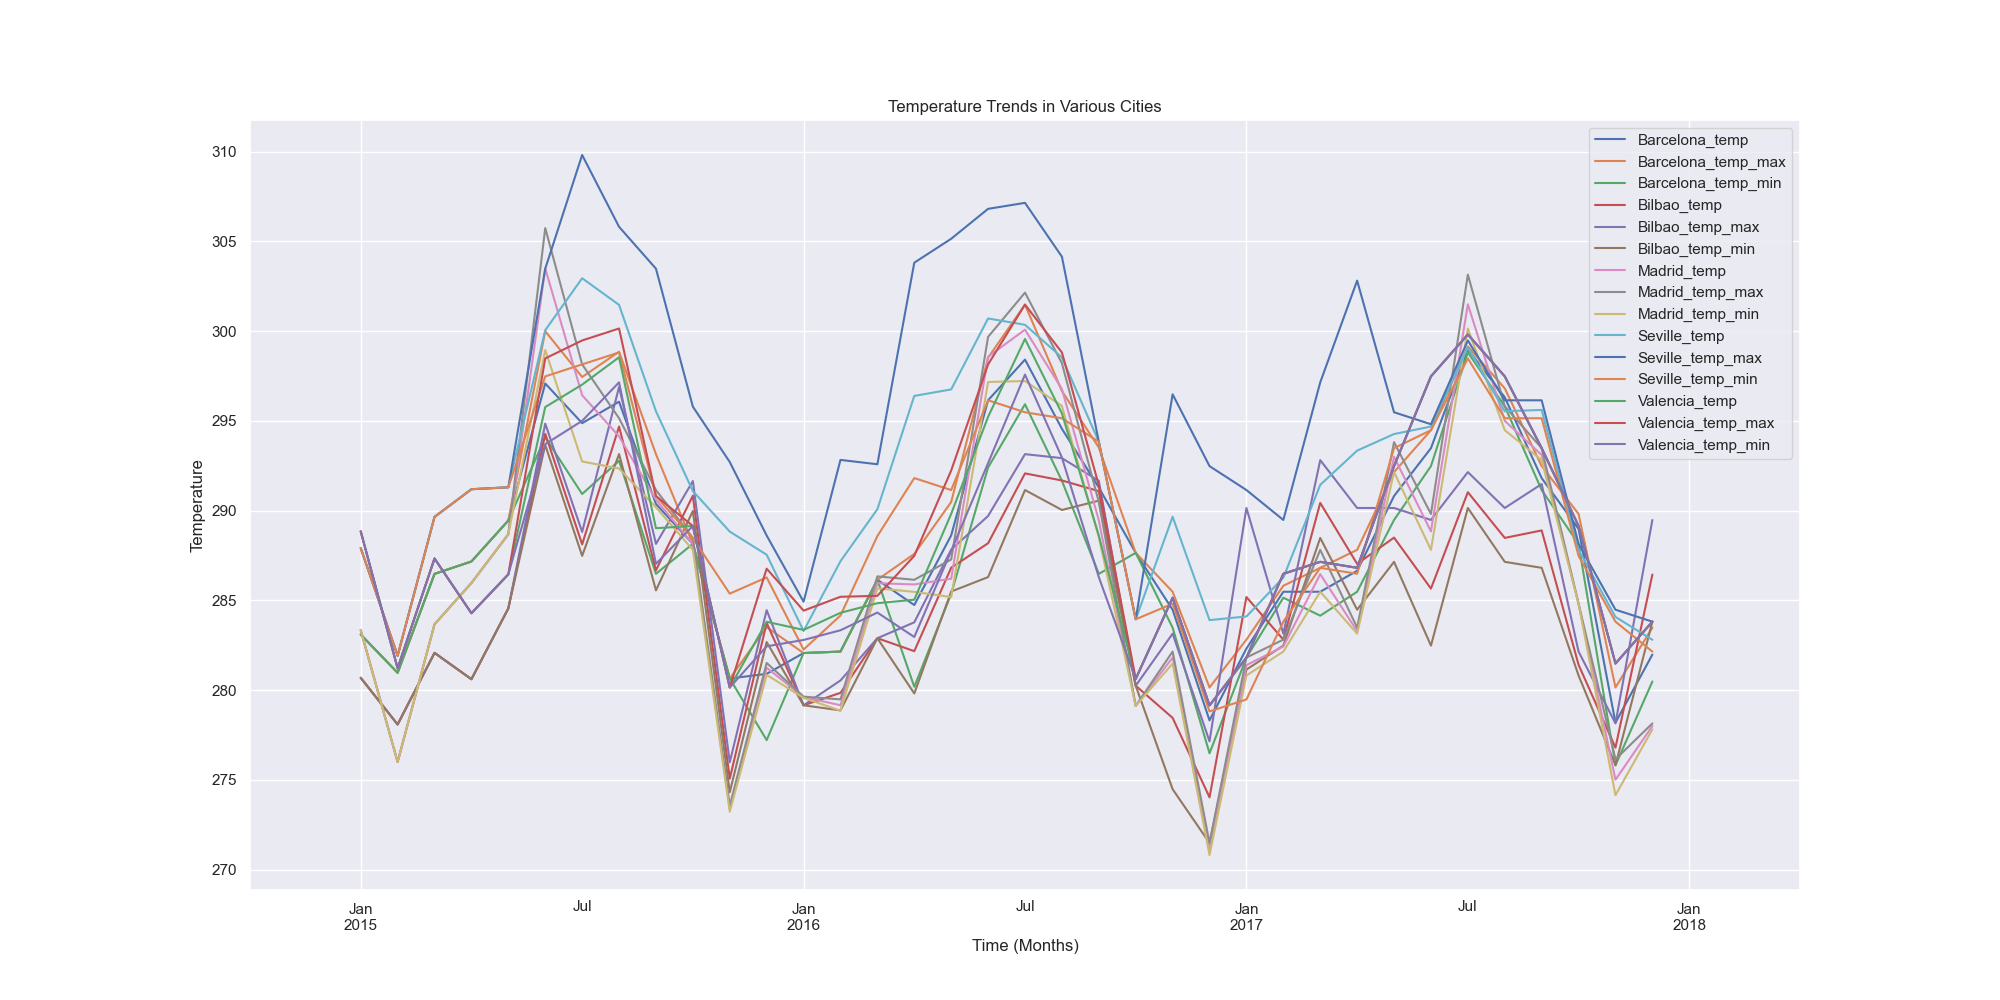 Temperature Trends in Various Cities
310
305
300
295
290
285
280
275
270
Temperature
Barcelona_temp
Barcelona_temp_max
Barcelona_temp_min
Bilbao_temp
Bilbao_temp_max
Bilbao_temp_min
Madrid_temp
Madrid_temp_max
Madrid_temp_min
Seville_temp
Seville_temp_max
Seville_temp_min
Valencia_temp
Valencia_temp_max
Valencia_temp_min
Jan Jul Jan Jul Jan Jul Jan
2015 2016 2017 2018
Time (Months)